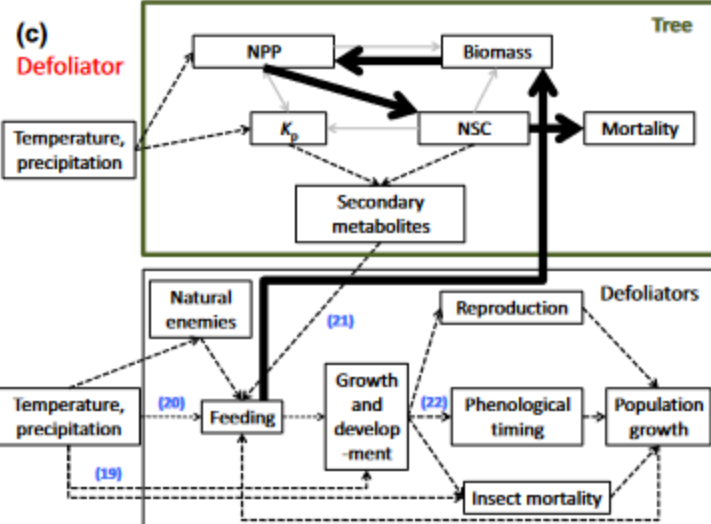 (c)
Defoliator
Tree
NPP
Biomass
Temperature,
precipitation
Kp
NSC
Mortality
Secondary
metabolites
Defoliators
Natural
enemies
(21)
Reproduction
Temperature,
precipitation
(20)
Feeding
Growth
and
develop
-ment
(22)
Phenological
timing
Population
growth
(19)
Insect mortality